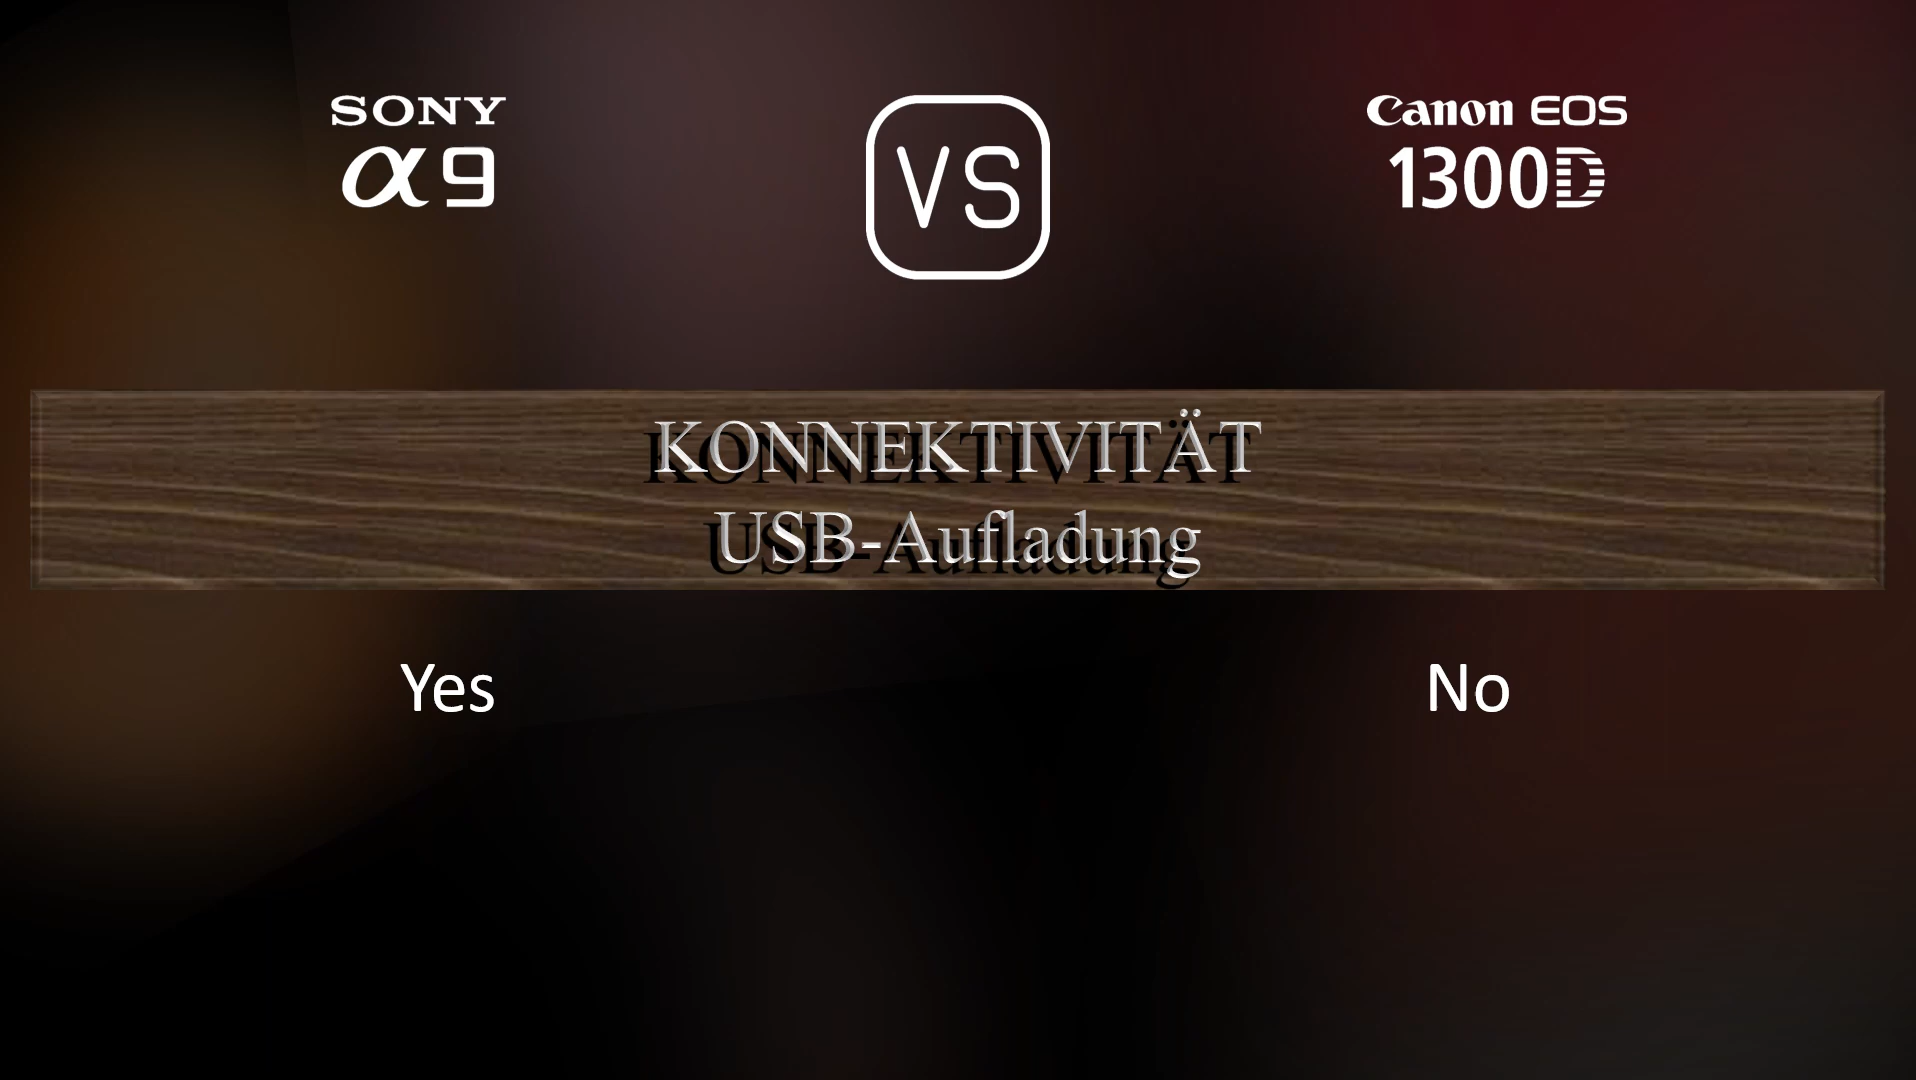 SONY
α9
VS
Canon EOS
1300D
KONNEKTIVITÄT
USB-Aufladung
Yes
No